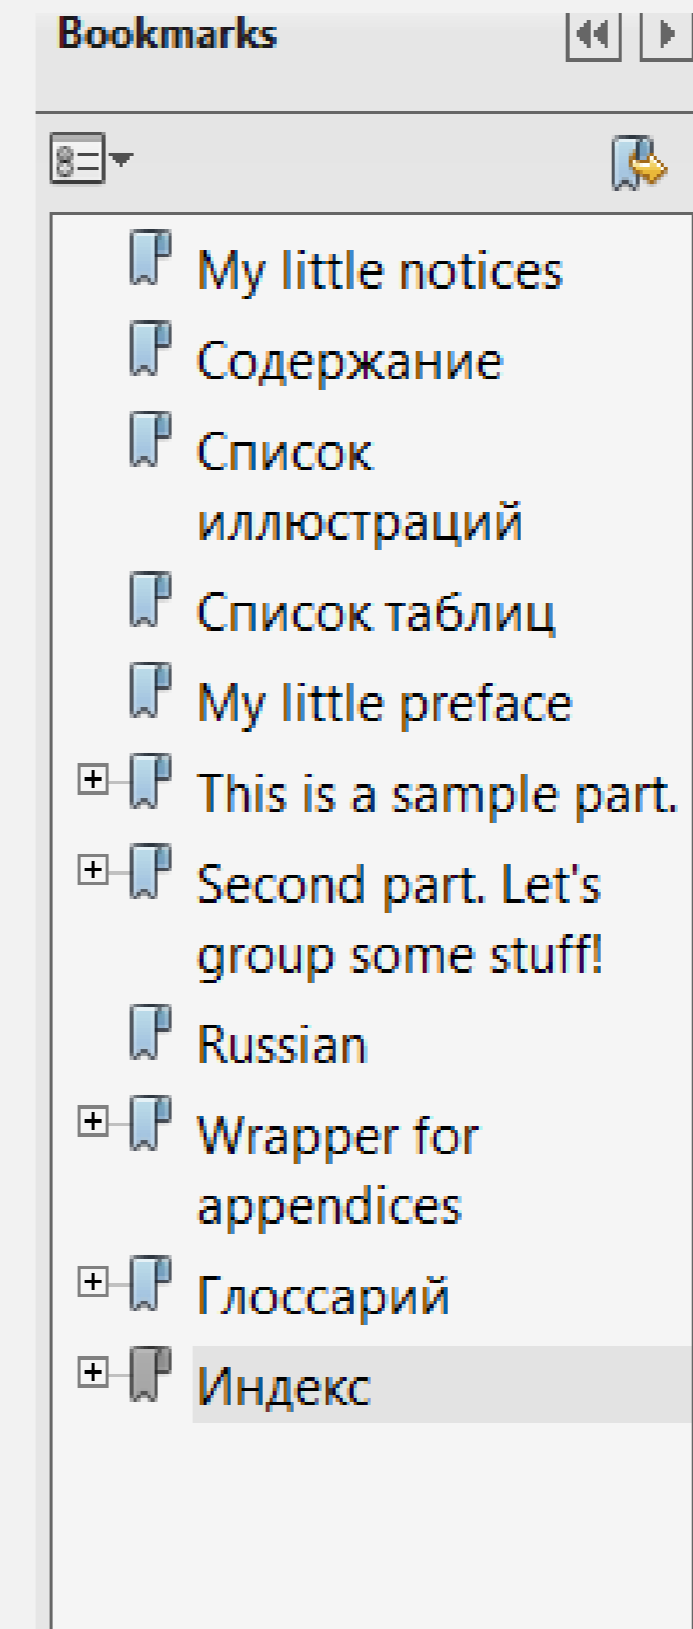 Bookmarks
My little notices
Содержание
Список
иллюстраций
Список таблиц
My little preface
This is a sample part.
Second part. Let's
group some stuff!
Russian
Wrapper for
appendices
Глоссарий
Индекс